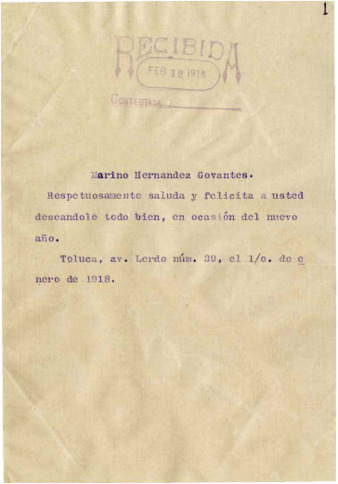 1
RECIBIDA
FEB 12 1918
CONTESTADA
Marino Hernandez Govantes.
Respetuosamente saluda y felicita a usted
deseandole todo bien, en ocasión del nuevo
año.
Toluca, av. Lerdo núm. 39, el 1/o. de e
nero de 1918.